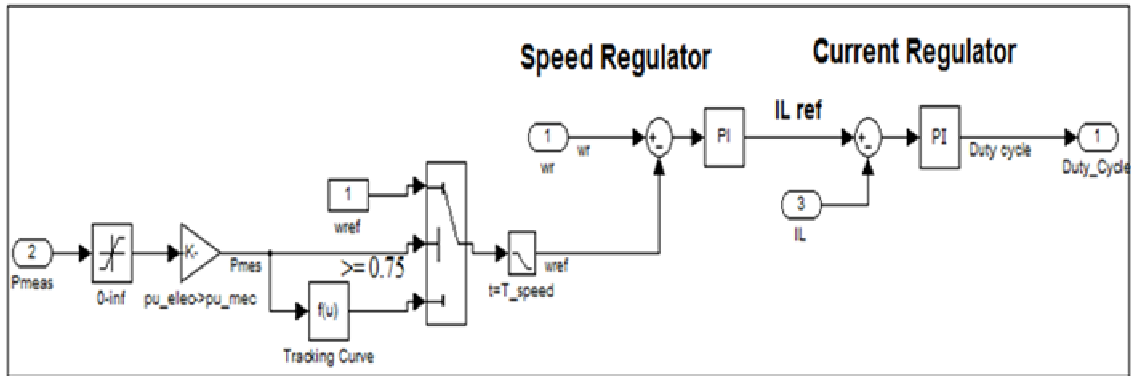 Speed Regulator
Current Regulator
1
wr
wr
+
-
PI
IL ref
+
-
PI
Duty cycle
1
Duty_Cycle
3
IL
1
wref
2
Pmeas
0-inf
K-
pu_elec->pu_mec
Pmes
>= 0.75
f(u)
Tracking Curve
t=T_speed
wref